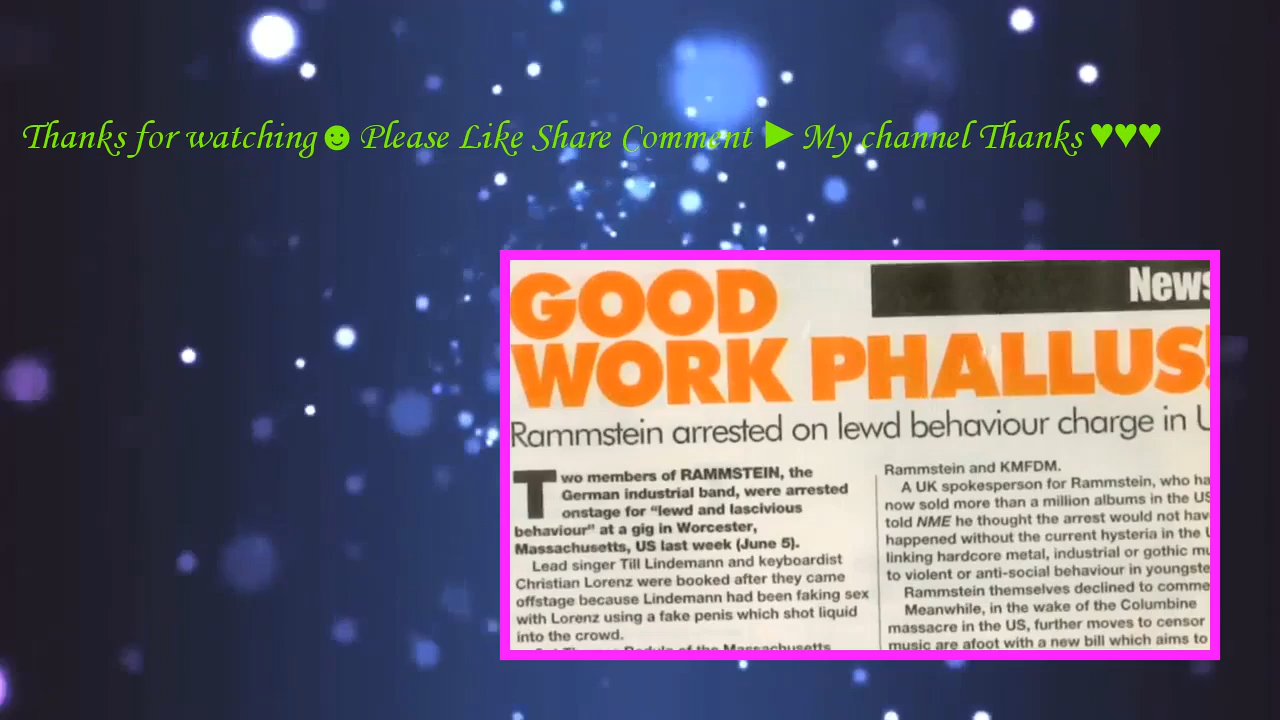 Thanks for watching☻Please Like Share Comment ► My channel Thanks ♥♥♥
News
GOOD
WORK PHALLUS!
Rammstein arrested on lewd behaviour charge in
Two members of RAMMSTEIN, the
German industrial band, were arrested
onstage for “lewd and lascivious
behaviour” at a gig in Worcester,
Massachusetts, US last week (June 5).
Lead singer Till Lindemann and keyboardist
Christian Lorenz were booked after they came
offstage because Lindemann had been faking sex
with Lorenz using a fake penis which shot liquid
into the crowd.
of the Massachusetts
Rammstein and KMFDM.
A UK spokesperson for Rammstein, who
now sold more than a million albums in the US
told NME he thought the arrest would not
happened without the current hysteria in the
linking hardcore metal, industrial or gothic
to violent or anti-social behaviour in
Rammstein themselves declined to
Meanwhile, in the wake of the Columbine
massacre in the US, further moves to censor
music are afoot with a new bill which aims to